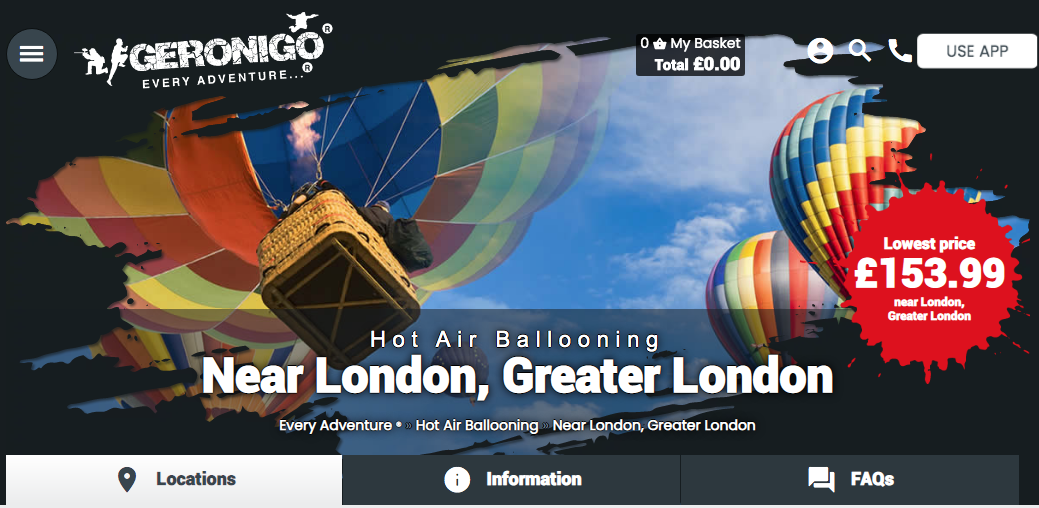 GERONIGO®
EVERY ADVENTURE...®
0 My Basket
Total £0.00
USE APP
Lowest price
£153.99
near London,
Greater London
Hot Air Ballooning
Near London, Greater London
Every Adventure • » Hot Air Ballooning » Near London, Greater London
Locations
Information
FAQs